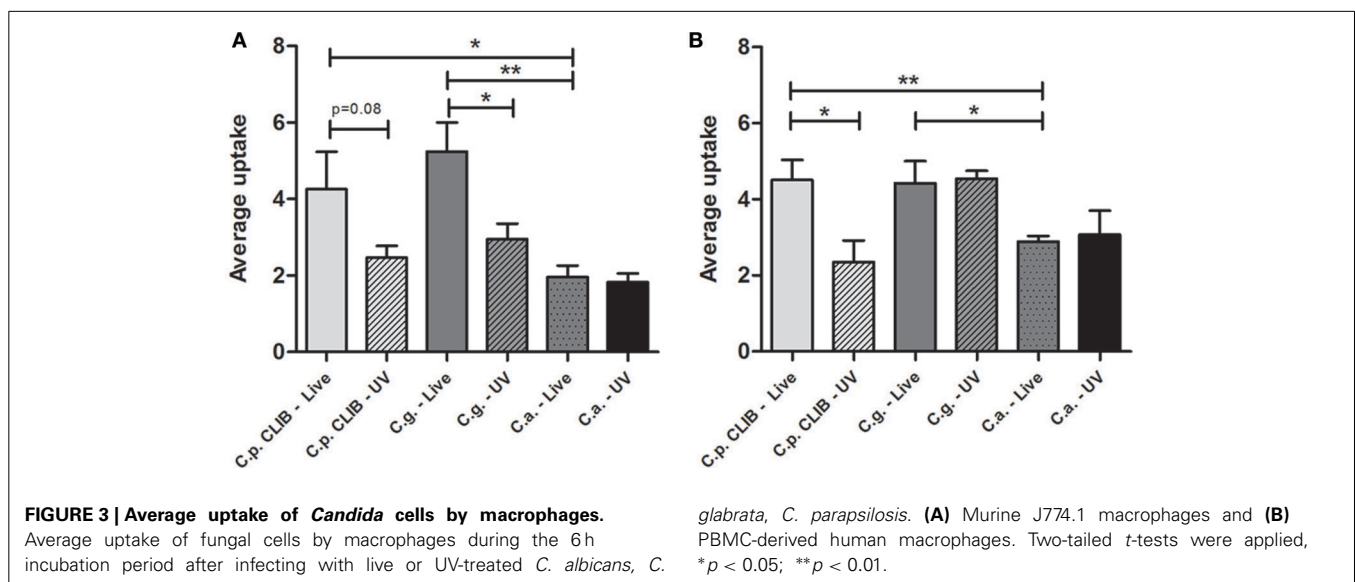 A
8
6
4
2
0
Average uptake
*
**
*
p=0.08
C.p. CLIB - Live
C.p. CLIB - UV
C.g. - Live
C.g. - UV
C.a. - Live
C.a. - UV
B
8
6
4
2
0
Average uptake
**
*
*
C.p. CLIB - Live
C.p. CLIB - UV
C.g. - Live
C.g. - UV
C.a. - Live
C.a. - UV
FIGURE 3 | Average uptake of Candida cells by macrophages.
Average uptake of fungal cells by macrophages during the 6 h
incubation period after infecting with live or UV-treated C. albicans, C.
glabrata, C. parapsilosis. (A) Murine J774.1 macrophages and (B)
PBMC-derived human macrophages. Two-tailed t-tests were applied,
*p < 0.05; **p < 0.01.